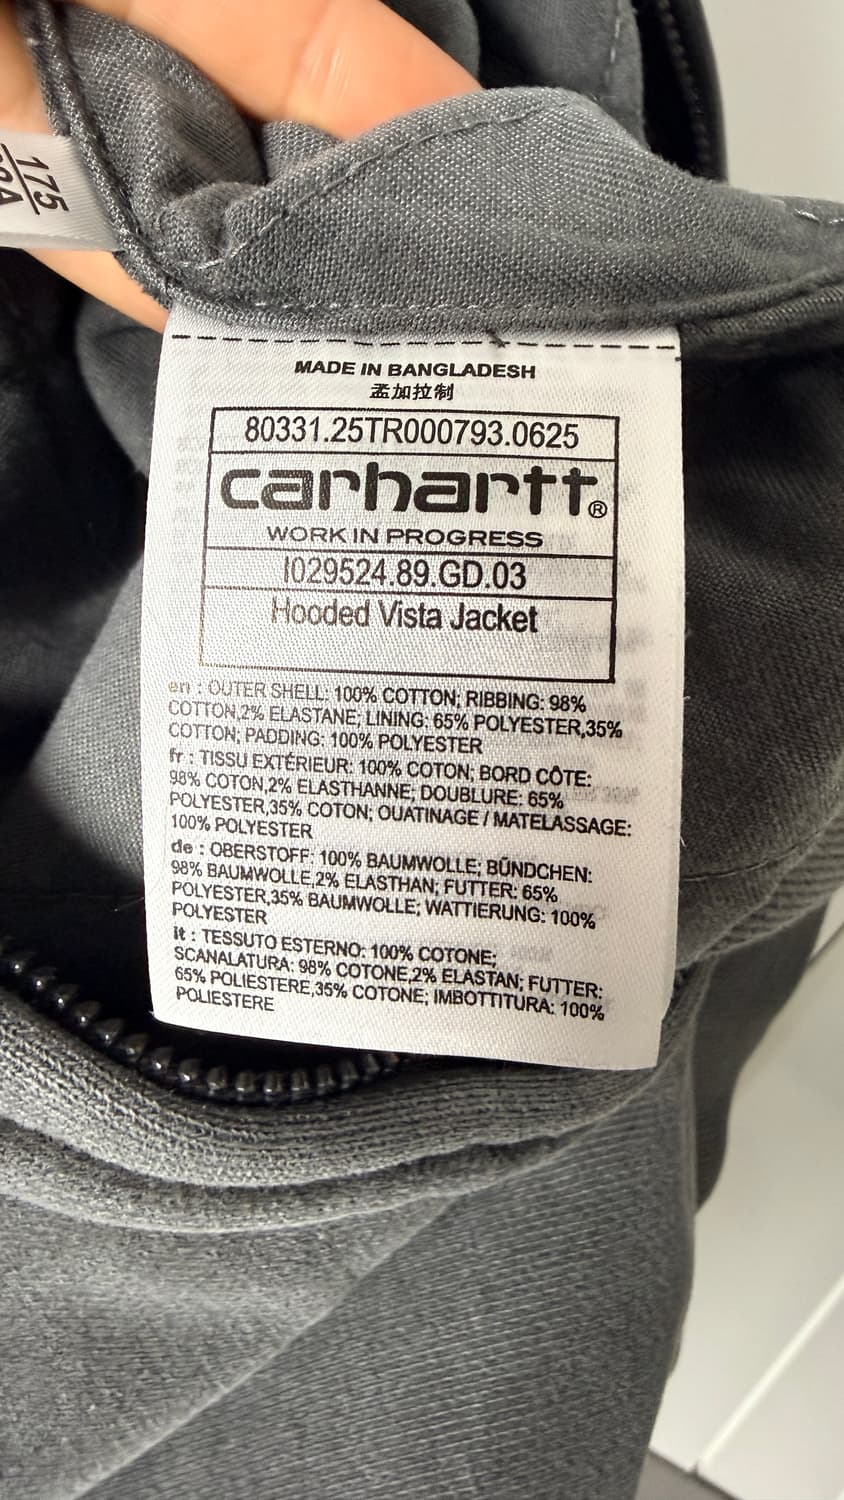 175
MADE IN BANGLADESH
孟加拉制
80331.25TR000793.0625
carhartt®
WORK IN PROGRESS
I029524.89.GD.03
Hooded Vista Jacket
en : OUTER SHELL: 100% COTTON; RIBBING: 98%
COTTON,2% ELASTANE; LINING: 65% POLYESTER,35%
COTTON; PADDING: 100% POLYESTER
fr : TISSU EXTÉRIEUR: 100% COTON; BORD CÔTE:
98% COTON,2% ELASTHANNE; DOUBLURE: 65%
POLYESTER,35% COTON; OUATINAGE / MATELASSAGE:
100% POLYESTER
de : OBERSTOFF: 100% BAUMWOLLE; BÜNDCHEN:
98% BAUMWOLLE,2% ELASTHAN; FUTTER: 65%
POLYESTER,35% BAUMWOLLE; WATTIERUNG: 100%
POLYESTER
it : TESSUTO ESTERNO: 100% COTONE;
SCANALATURA: 98% COTONE,2% ELASTAN; FUTTER:
65% POLIESTERE,35% COTONE; IMBOTTITURA: 100%
POLIESTERE